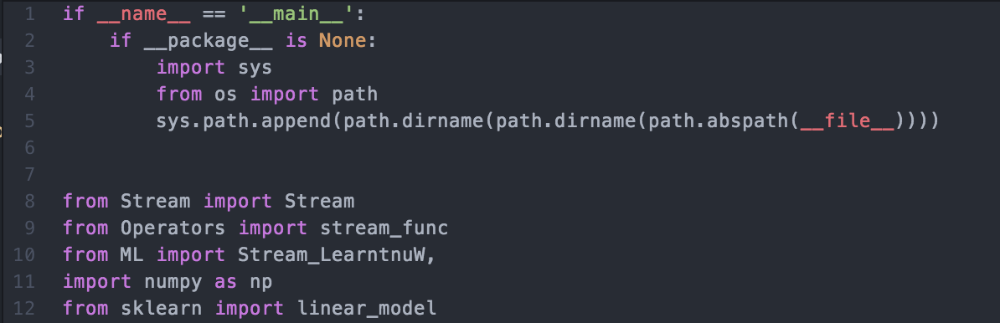 1 if __name__ == '__main__':
2 if __package__ is None:
3 import sys
4 from os import path
5 sys.path.append(path.dirname(path.dirname(path.abspath(__file__))))
6
7
8 from Stream import Stream
9 from Operators import stream_func
10 from ML import Stream_LearntnuW,
11 import numpy as np
12 from sklearn import linear_model